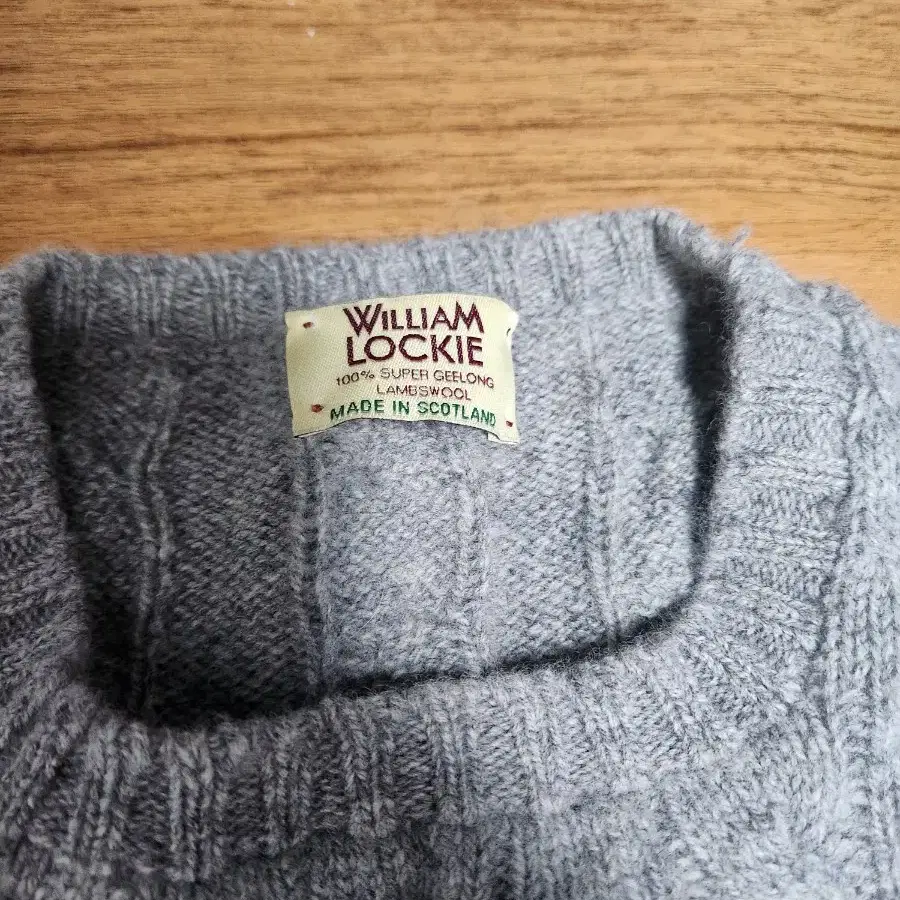 WILLIAM
LOCKIE
100% SUPER GEELONG
LAMBSWOOL
MADE IN SCOTLAND